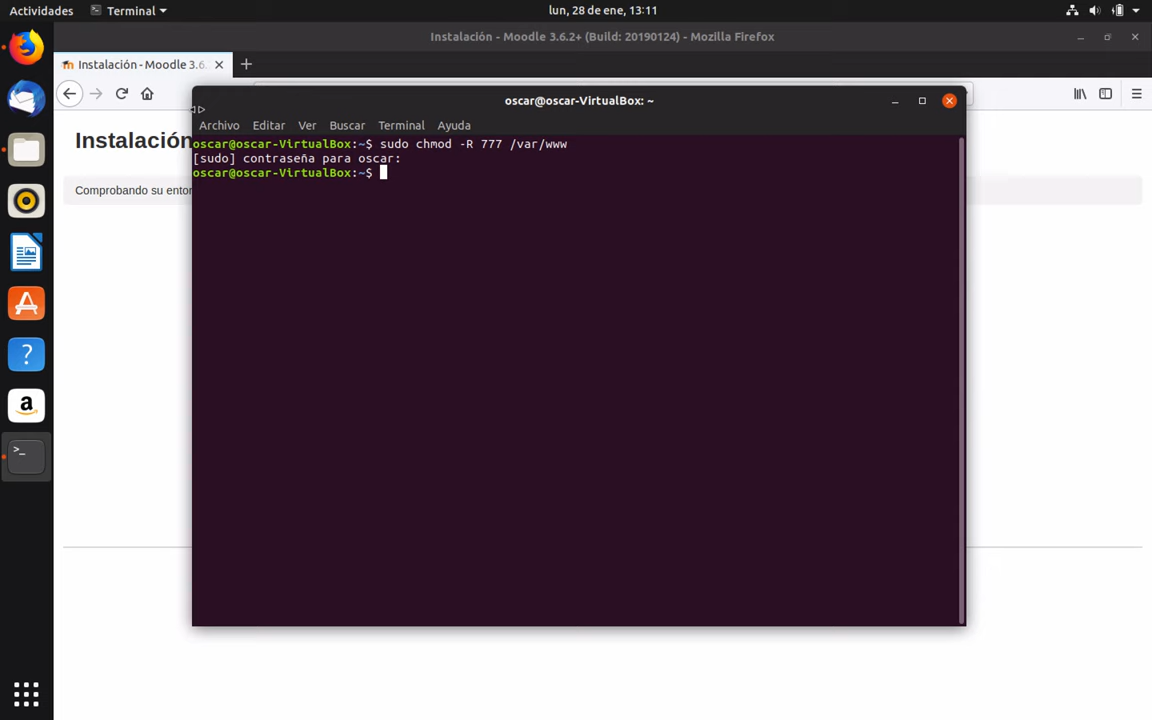 Actividades
Terminal
lun, 28 de ene, 13:11
Instalación - Moodle 3.6.2+ (Build: 20190124) - Mozilla Firefox
Instalación - Moodle 3.6.
oscar@oscar-VirtualBox: ~
Archivo Editar Ver Buscar Terminal Ayuda
Instalación
oscar@oscar-VirtualBox:~$ sudo chmod -R 777 /var/www
[sudo] contraseña para oscar:
oscar@oscar-VirtualBox:~$
Comprobando su entor